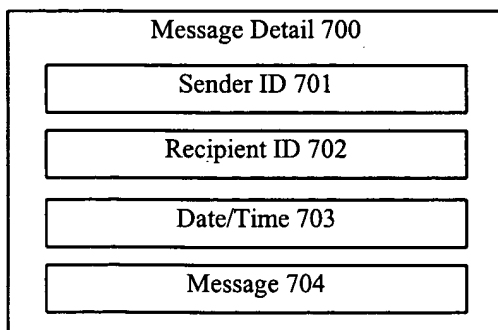 Message Detail 700
Sender ID 701
Recipient ID 702
Date/Time 703
Message 704